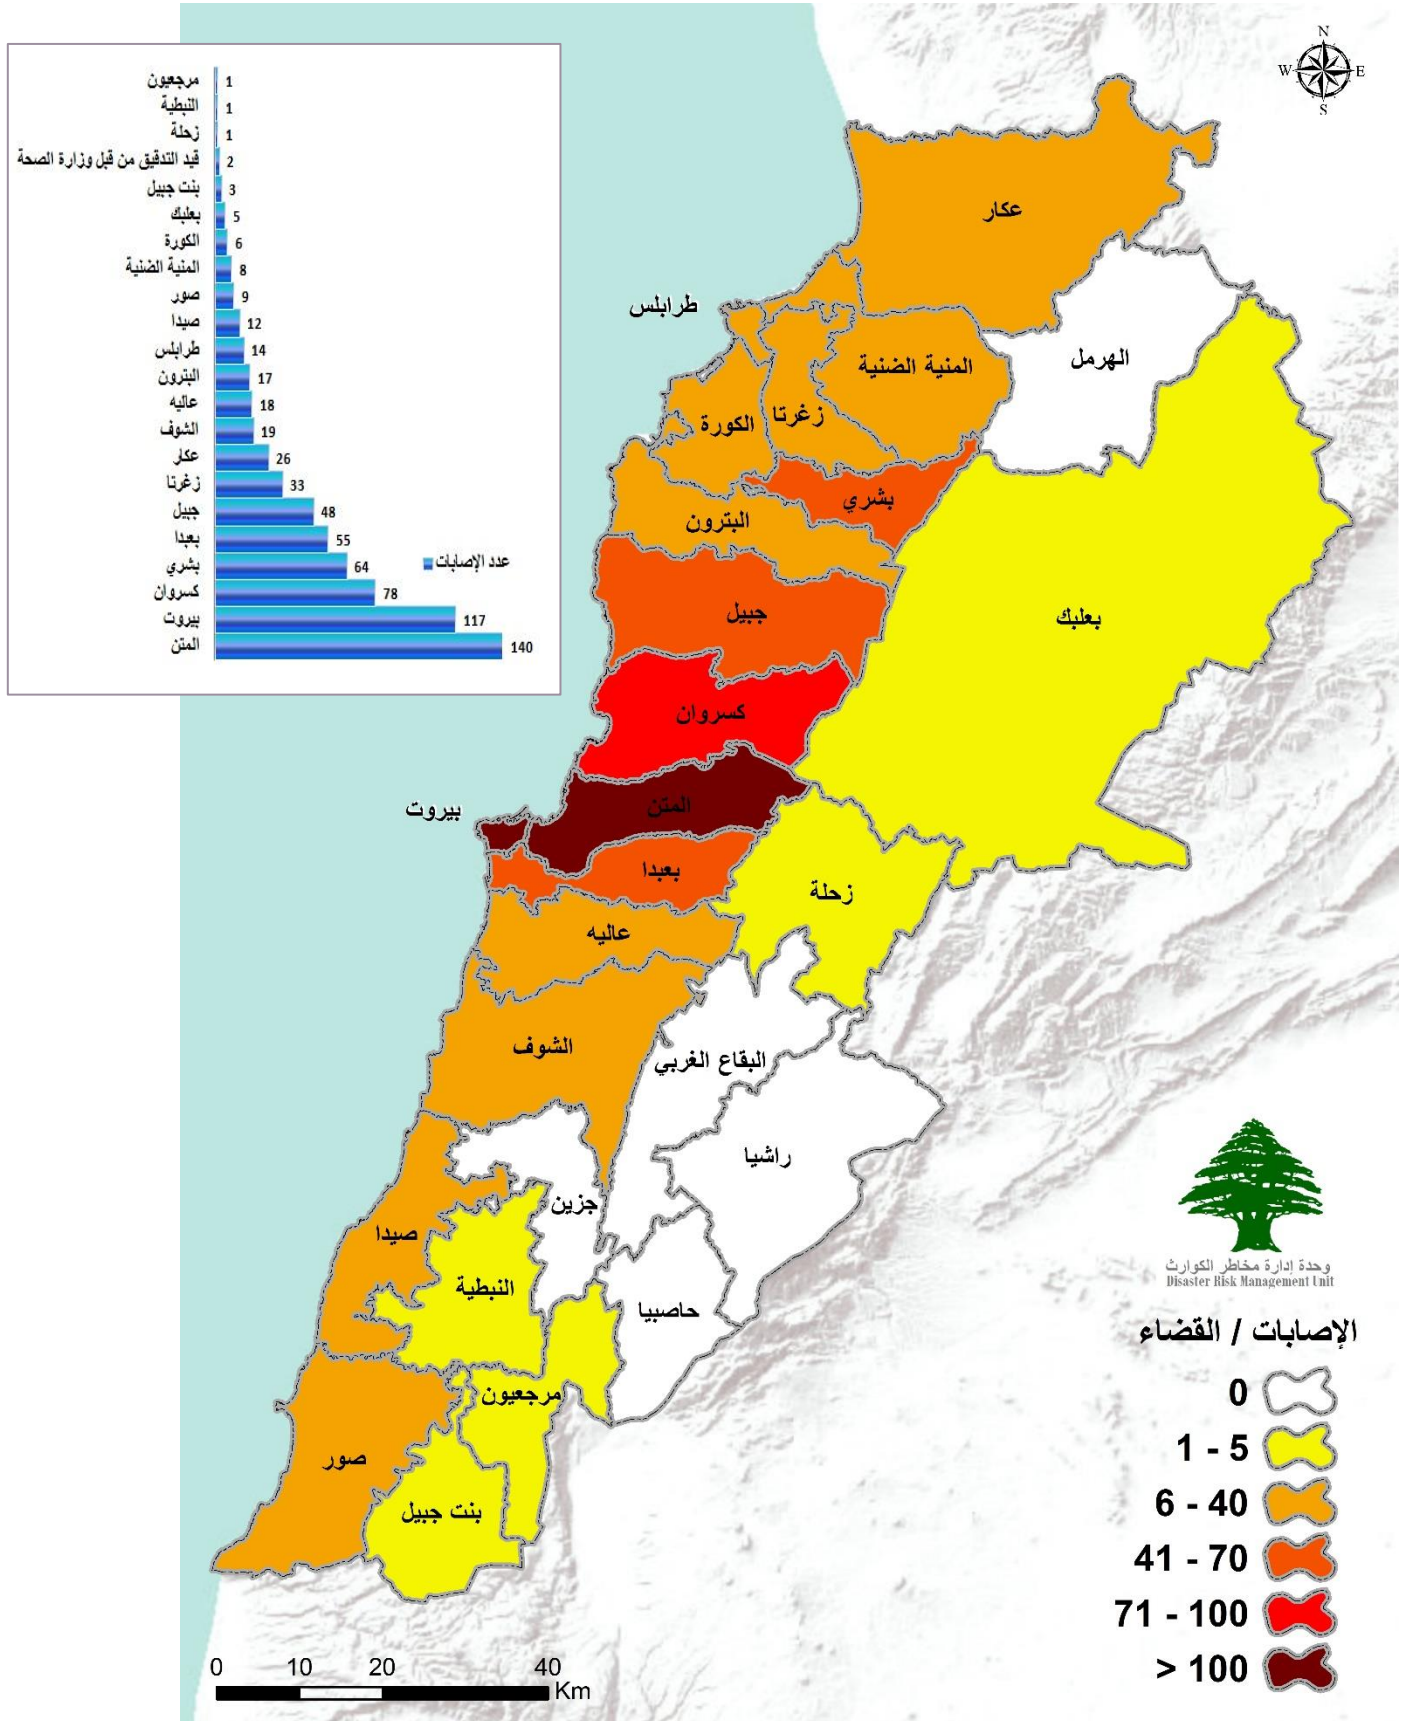 مرجعيون 1
النبطية 1
زحلة 1
قيد التدقيق من قبل وزارة الصحة 2
بنت جبيل 3
بعلبك 5
الكورة 6
المنية الضنية 8
صور 9
صيدا 12
طرابلس 14
البترون 17
عاليه 18
الشوف 19
عكار 26
زغرتا 33
جبيل 48
بعبدا 55
بشري 64
كسروان 78
بيروت 117
المتن 140
عدد الإصابات
N
W E
S
عكار
طرابلس
الهرمل
المنية الضنية
زغرتا
الكورة
بشري
البترون
جبيل
بعلبك
كسروان
المتن
بيروت
بعبدا
زحلة
عاليه
الشوف
البقاع الغربي
راشيا
جزين
صيدا
النبطية
حاصبيا
مرجعيون
صور
بنت جبيل
وحدة إدارة مخاطر الكوارث
Disaster Risk Management Unit
الإصابات / القضاء
0
1 - 5
6 - 40
41 - 70
71 - 100
> 100
0 10 20 40
Km